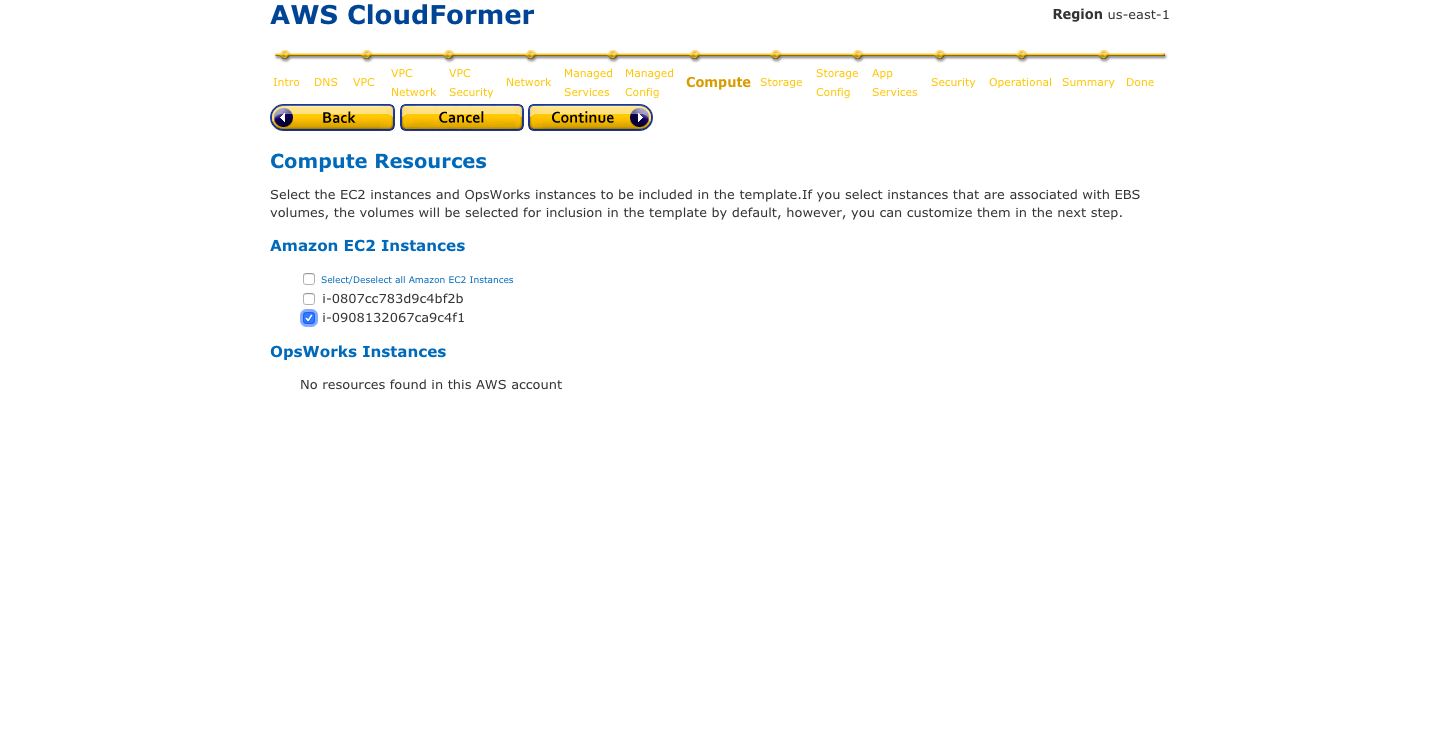 AWS CloudFormer
Region us-east-1
Intro DNS VPC VPC Network VPC Security Network Managed Services Managed Config Compute Storage Storage Config App Services Security Operational Summary Done
Back Cancel Continue
Compute Resources
Select the EC2 instances and OpsWorks instances to be included in the template.If you select instances that are associated with EBS
volumes, the volumes will be selected for inclusion in the template by default, however, you can customize them in the next step.
Amazon EC2 Instances
Select/Deselect all Amazon EC2 Instances
i-0807cc783d9c4bf2b
i-0908132067ca9c4f1
OpsWorks Instances
No resources found in this AWS account